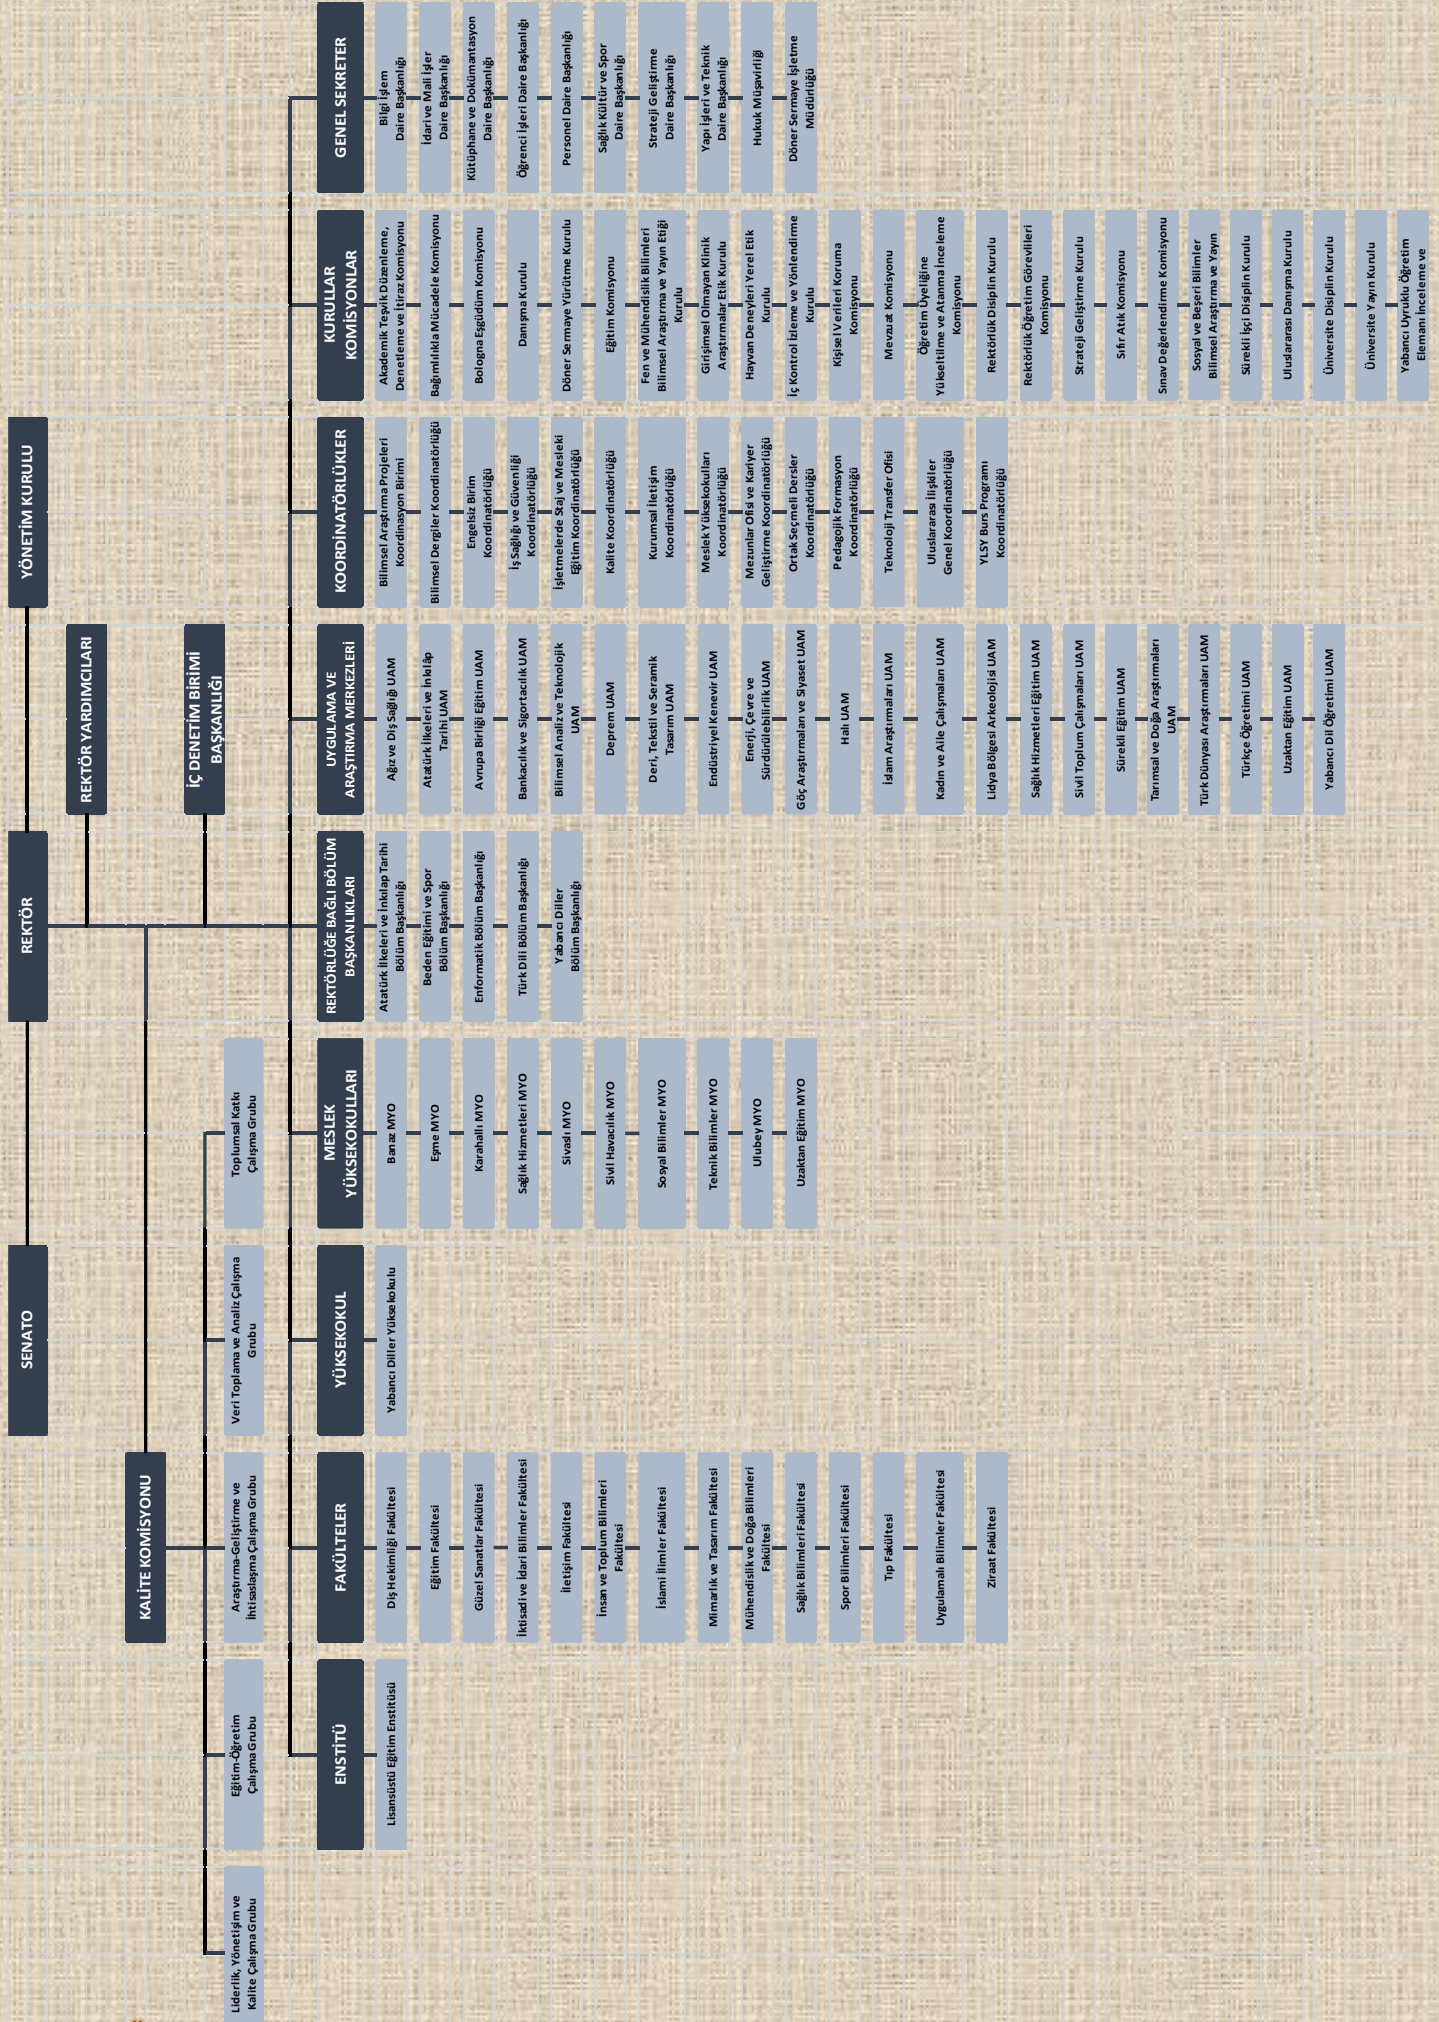 SENATO
REKTÖR
YÖNETİM KURULU
REKTÖR YARDIMCILARI
KALİTE KOMİSYONU
İÇ DENETİM BİRİMİ
BAŞKANLIĞI
Liderlik, Yönetişim ve
Kalite Çalışma Grubu
Eğitim-Öğretim
Çalışma Grubu
Araştırma-Geliştirme ve
İhtisaslaşma Çalışma Grubu
Veri Toplama ve Analiz Çalışma
Grubu
Toplumsal Katkı
Çalışma Grubu
ENSTİTÜ
Lisansüstü Eğitim Enstitüsü
FAKÜLTELER
Diş Hekimliği Fakültesi
Eğitim Fakültesi
Güzel Sanatlar Fakültesi
İktisadi ve İdari Bilimler Fakültesi
İletişim Fakültesi
İnsan ve Toplum Bilimleri
Fakültesi
İslami İlimler Fakültesi
Mimarlık ve Tasarım Fakültesi
Mühendislik ve Doğa Bilimleri
Fakültesi
Sağlık Bilimleri Fakültesi
Spor Bilimleri Fakültesi
Tıp Fakültesi
Uygulamalı Bilimler Fakültesi
Ziraat Fakültesi
YÜKSEKOKUL
Yabancı Diller Yüksekokulu
MESLEK
YÜKSEKOKULLARI
Banaz MYO
Eşme MYO
Karahallı MYO
Sağlık Hizmetleri MYO
Sivaslı MYO
Sivil Havacılık MYO
Sosyal Bilimler MYO
Teknik Bilimler MYO
Ulubey MYO
Uzaktan Eğitim MYO
REKTÖRLÜĞE BAĞLI BÖLÜM
BAŞKANLIKLARI
Atatürk İlkeleri ve İnkılap Tarihi
Bölüm Başkanlığı
Beden Eğitimi ve Spor
Bölüm Başkanlığı
Enformatik Bölüm Başkanlığı
Türk Dili Bölüm Başkanlığı
Yabancı Diller
Bölüm Başkanlığı
UYGULAMA VE
ARAŞTIRMA MERKEZLERİ
Ağız ve Diş Sağlığı UAM
Atatürk İlkeleri ve İnkılâp
Tarihi UAM
Avrupa Birliği Eğitim UAM
Bankacılık ve Sigortacılık UAM
Bilimsel Analiz ve Teknolojik
UAM
Deprem UAM
Deri, Tekstil ve Seramik
Tasarım UAM
Endüstriyel Kenevir UAM
Enerji, Çevre ve
Sürdürülebilirlik UAM
Göç Araştırmaları ve Siyaset UAM
Halı UAM
İslam Araştırmaları UAM
Kadın ve Aile Çalışmaları UAM
Lidya Bölgesi Arkeolojisi UAM
Sağlık Hizmetleri Eğitim UAM
Sivil Toplum Çalışmaları UAM
Sürekli Eğitim UAM
Tarımsal ve Doğa Araştırmaları
UAM
Türk Dünyası Araştırmaları UAM
Türkçe Öğretimi UAM
Uzaktan Eğitim UAM
Yabancı Dil Öğretimi UAM
KOORDİNATÖRLÜKLER
Bilimsel Araştırma Projeleri
Koordinasyon Birimi
Bilimsel Dergiler Koordinatörlüğü
Engelsiz Birim
Koordinatörlüğü
İş Sağlığı ve Güvenliği
Koordinatörlüğü
İşletmelerde Staj ve Mesleki
Eğitim Koordinatörlüğü
Kalite Koordinatörlüğü
Kurumsal İletişim
Koordinatörlüğü
Meslek Yüksekokulları
Koordinatörlüğü
Mezunlar Ofisi ve Kariyer
Geliştirme Koordinatörlüğü
Ortak Seçmeli Dersler
Koordinatörlüğü
Pedagojik Formasyon
Koordinatörlüğü
Teknoloji Transfer Ofisi
Uluslararası İlişkiler
Genel Koordinatörlüğü
YLSY Burs Programı
Koordinatörlüğü
KURULLAR
KOMİSYONLAR
Akademik Teşvik Düzenleme,
Denetleme ve İtiraz Komisyonu
Bağımlılıkla Mücadele Komisyonu
Bologna Eşgüdüm Komisyonu
Danışma Kurulu
Döner Sermaye Yürütme Kurulu
Eğitim Komisyonu
Fen ve Mühendislik Bilimleri
Bilimsel Araştırma ve Yayın Etiği
Kurulu
Girişimsel Olmayan Klinik
Araştırmalar Etik Kurulu
Hayvan Deneyleri Yerel Etik
Kurulu
İç Kontrol İzleme ve Yönlendirme
Kurulu
Kişisel Verileri Koruma
Komisyonu
Mevzuat Komisyonu
Öğretim Üyeliğine
Yükseltilme ve Atanma İnceleme
Komisyonu
Rektörlük Disiplin Kurulu
Rektörlük Öğretim Görevlileri
Komisyonu
Strateji Geliştirme Kurulu
Sıfır Atık Komisyonu
Sınav Değerlendirme Komisyonu
Sosyal ve Beşeri Bilimler
Bilimsel Araştırma ve Yayın
Sürekli İşçi Disiplin Kurulu
Uluslararası Danışma Kurulu
Üniversite Disiplin Kurulu
Üniversite Yayın Kurulu
Yabancı Uyruklu Öğretim
Elemanı İnceleme ve
GENEL SEKRETER
Bilgi İşlem
Daire Başkanlığı
İdari ve Mali İşler
Daire Başkanlığı
Kütüphane ve Dokümantasyon
Daire Başkanlığı
Öğrenci İşleri Daire Başkanlığı
Personel Daire Başkanlığı
Sağlık Kültür ve Spor
Daire Başkanlığı
Strateji Geliştirme
Daire Başkanlığı
Yapı İşleri ve Teknik
Daire Başkanlığı
Hukuk Müşavirliği
Döner Sermaye İşletme
Müdürlüğü